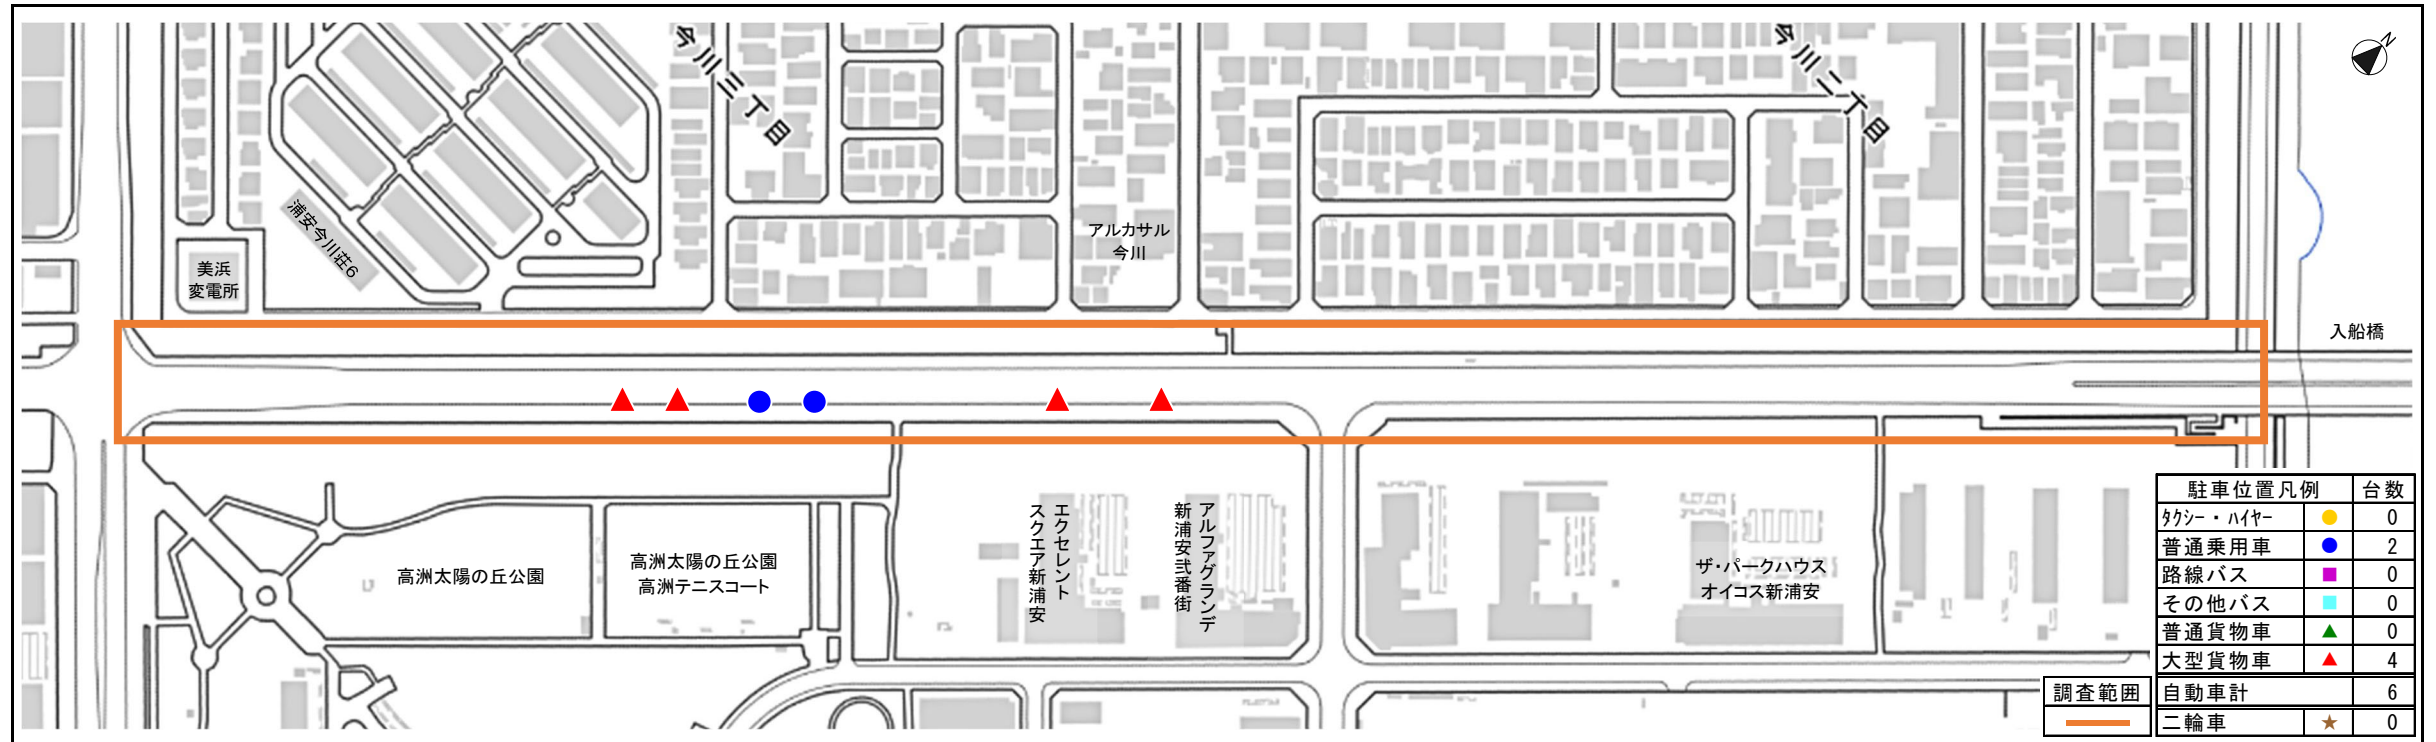 今川三丁目
今川二丁目
N
浦安今川荘6
美浜
変電所
アルカサル
今川
入船橋
高洲太陽の丘公園
高洲太陽の丘公園
高洲テニスコート
エクセレント
スクエア新浦安
アルファグランデ
新浦安弐番街
ザ・パークハウス
オイコス新浦安
駐車位置凡例 台数
ﾀｸｼｰ・ﾊｲﾔｰ ● 0
普通乗用車 ● 2
路線バス ■ 0
その他バス ■ 0
普通貨物車 ▲ 0
大型貨物車 ▲ 4
自動車計 6
二輪車 ★ 0
調査範囲